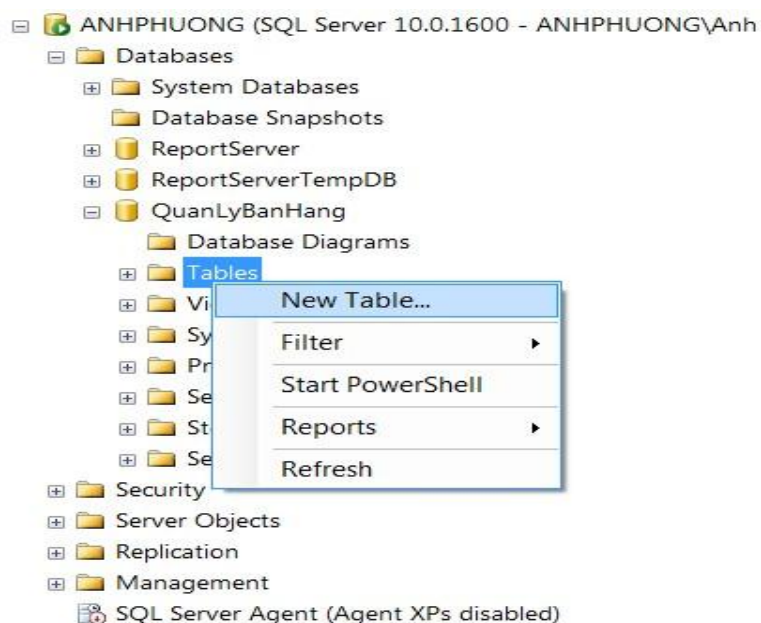 ANHPHUONG (SQL Server 10.0.1600 - ANHPHUONG\Anh
Databases
System Databases
Database Snapshots
ReportServer
ReportServerTempDB
QuanLyBanHang
Database Diagrams
Tables
New Table...
Vi
Filter
Sy
Pr
Start PowerShell
Se
Reports
St
Se
Refresh
Security
Server Objects
Replication
Management
SQL Server Agent (Agent XPs disabled)